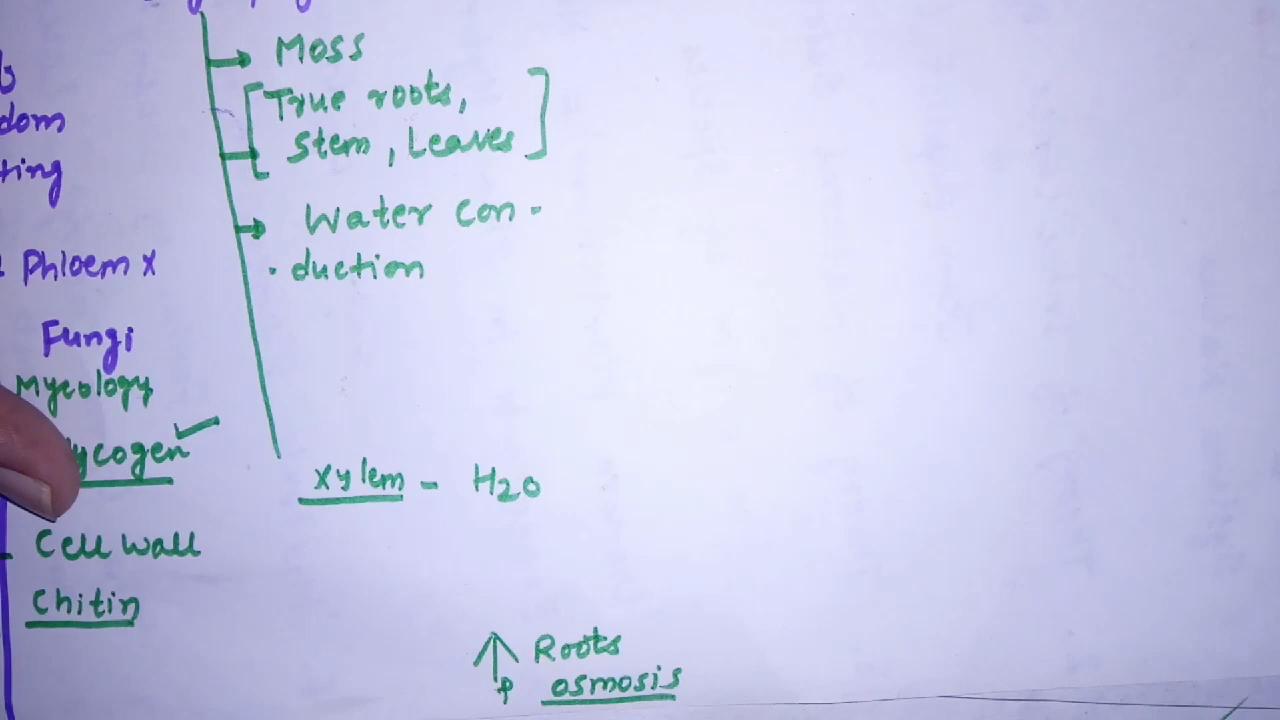 Moss
[True roots,
stem, Leaves]
Water con-
-duction
dom
ting
Phloem x
Fungi
Mycology
ycogen ✓
Cell wall
Chitin
Xylem - H2O
↑ Roots
P osmosis